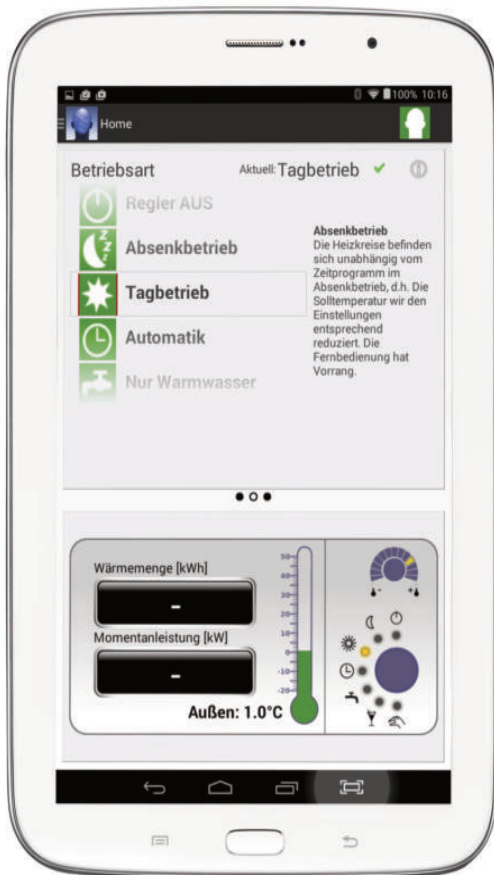 100% 10:16
Home
Betriebsart
Aktuell: Tagbetrieb
Regler AUS
Absenkbetrieb
Tagbetrieb
Automatik
Nur Warmwasser
Absenkbetrieb
Die Heizkreise befinden
sich unabhängig vom
Zeitprogramm im
Absenkbetrieb, d.h. Die
Solltemperatur wir den
Einstellungen
entsprechend
reduziert. Die
Fernbedienung hat
Vorrang.
Wärmemenge [kWh]
-
Momentanleistung [kW]
-
50
40
30
20
10
0
-10
-20
Außen: 1.0°C
- +